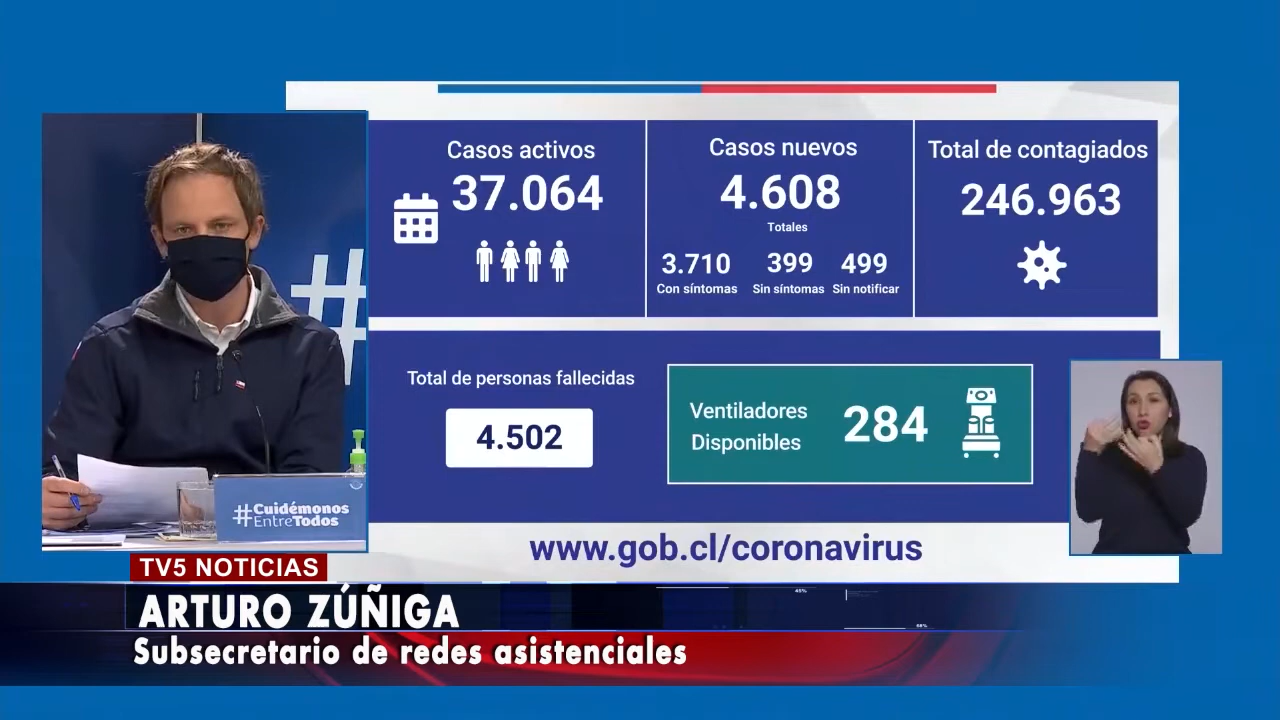 Casos activos
37.064
Casos nuevos
4.608
Totales
3.710
Con síntomas
399
Sin síntomas
499
Sin notificar
Total de contagiados
246.963
Total de personas fallecidas
4.502
Ventiladores
Disponibles
284
#
#Cuidémonos
EntreTodos
www.gob.cl/coronavirus
TV5 NOTICIAS
ARTURO ZÚÑIGA
Subsecretario de redes asistenciales